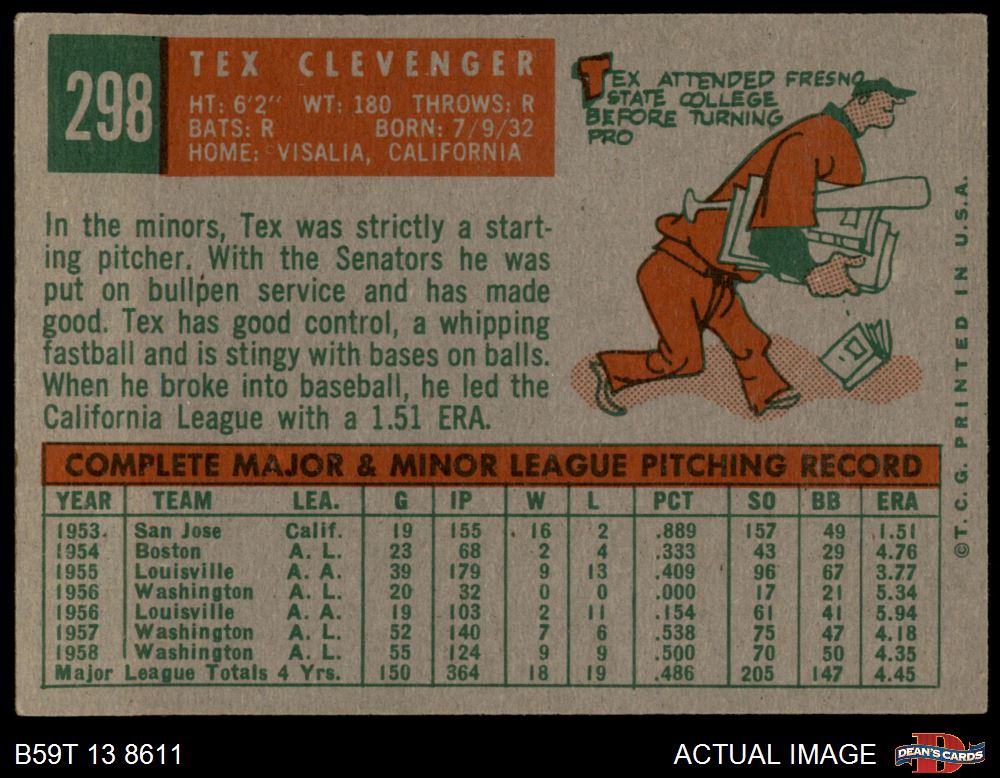 298
TEX CLEVENGER
HT: 6'2" WT: 180 THROWS: R
BATS: R BORN: 7/9/32
HOME: VISALIA, CALIFORNIA
TEX ATTENDED FRESNO
STATE COLLEGE
BEFORE TURNING
PRO
In the minors, Tex was strictly a start-
ing pitcher. With the Senators he was
put on bullpen service and has made
good. Tex has good control, a whipping
fastball and is stingy with bases on balls.
When he broke into baseball, he led the
California League with a 1.51 ERA.
COMPLETE MAJOR & MINOR LEAGUE PITCHING RECORD
YEAR TEAM LEA. G IP W L PCT SO BB ERA
1953 San Jose Calif. 19 155 16 2 .889 157 49 1.51
1954 Boston A. L. 23 68 2 4 .333 43 29 4.76
1955 Louisville A. A. 39 179 9 13 .409 96 67 3.77
1956 Washington A. L. 20 32 0 0 .000 17 21 5.34
1956 Louisville A. A. 19 103 2 11 .154 61 41 5.94
1957 Washington A. L. 52 140 7 6 .538 75 47 4.18
1958 Washington A. L. 55 124 9 9 .500 70 50 4.35
Major League Totals 4 Yrs. 150 364 18 19 .486 205 147 4.45
© T. C. G. PRINTED IN U.S.A.
B59T 13 8611
ACTUAL IMAGE
DEAN'S CARDS